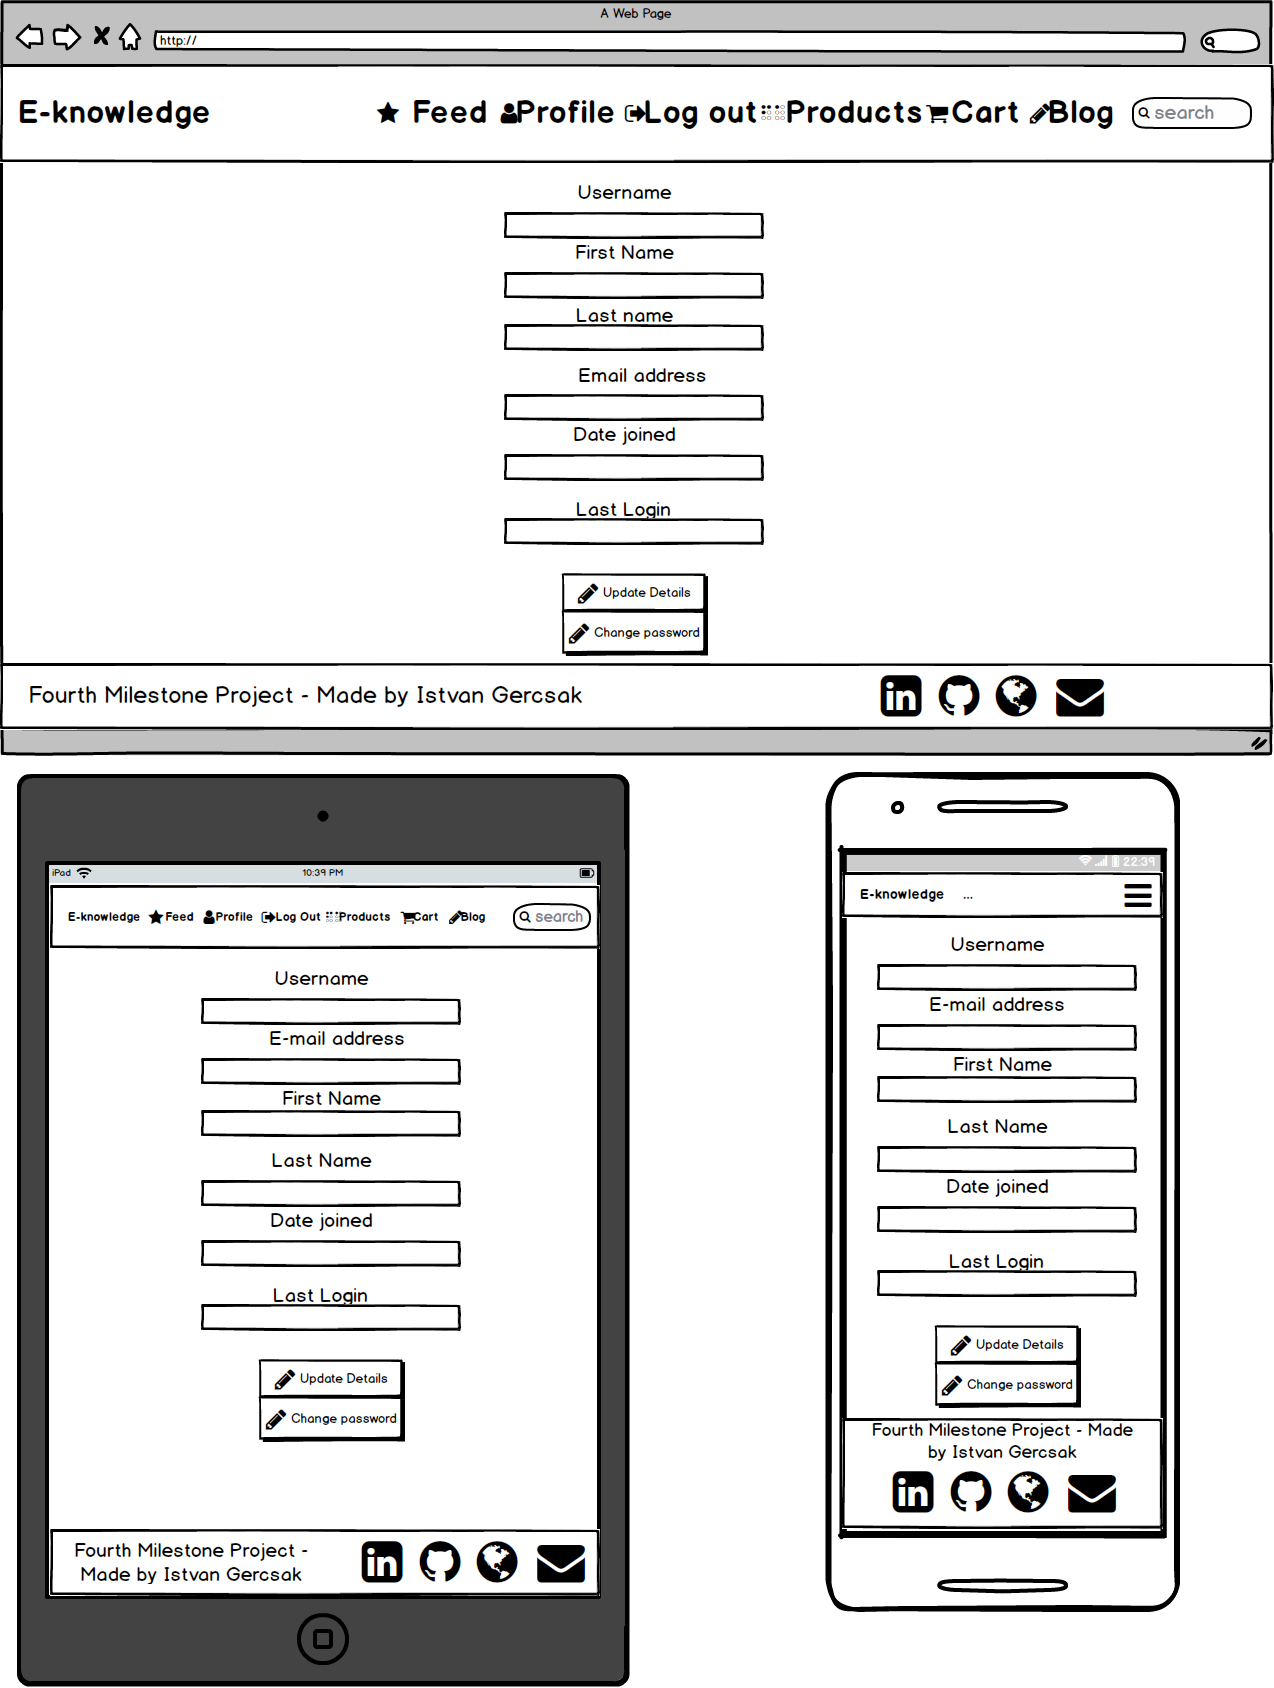 A Web Page
http://
E-knowledge Feed Profile Log out Products Cart Blog search
Username
First Name
Last name
Email address
Date joined
Last Login
Update Details
Change password
Fourth Milestone Project - Made by Istvan Gercsak
iPad 10:39 PM
E-knowledge Feed Profile Log Out Products Cart Blog search
Username
E-mail address
First Name
Last Name
Date joined
Last Login
Update Details
Change password
Fourth Milestone Project -
Made by Istvan Gercsak
22:39
E-knowledge ...
Username
E-mail address
First Name
Last Name
Date joined
Last Login
Update Details
Change password
Fourth Milestone Project - Made
by Istvan Gercsak